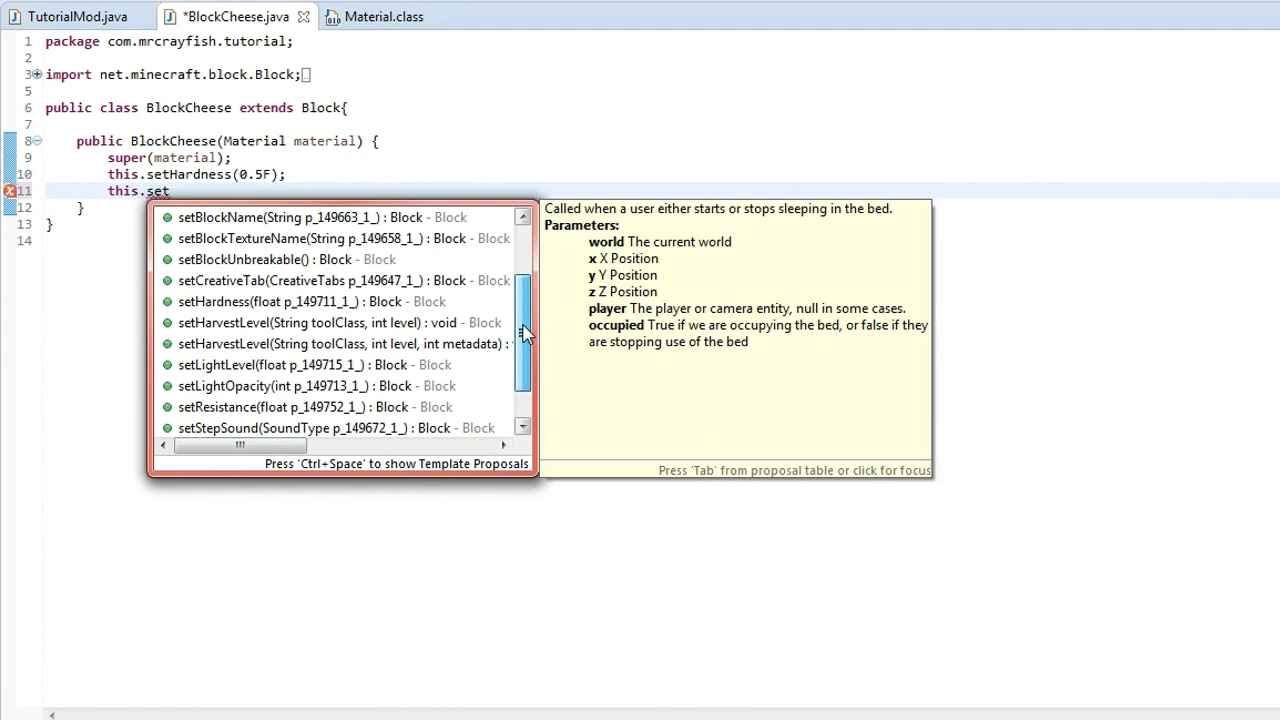 TutorialMod.java
*BlockCheese.java
Material.class
1 package com.mrcrayfish.tutorial;
2
3 import net.minecraft.block.Block;
5
6 public class BlockCheese extends Block{
7
8 public BlockCheese(Material material) {
9 super(material);
10 this.setHardness(0.5F);
11 this.set
12 }
13 }
14
setBlockName(String p_149663_1_) : Block - Block
setBlockTextureName(String p_149658_1_) : Block - Block
setBlockUnbreakable() : Block - Block
setCreativeTab(CreativeTabs p_149647_1_) : Block - Block
setHardness(float p_149711_1_) : Block - Block
setHarvestLevel(String toolClass, int level) : void - Block
setHarvestLevel(String toolClass, int level, int metadata) :
setLightLevel(float p_149715_1_) : Block - Block
setLightOpacity(int p_149713_1_) : Block - Block
setResistance(float p_149752_1_) : Block - Block
setStepSound(SoundType p_149672_1_) : Block - Block
Press 'Ctrl+Space' to show Template Proposals
Called when a user either starts or stops sleeping in the bed.
Parameters:
world The current world
x X Position
y Y Position
z Z Position
player The player or camera entity, null in some cases.
occupied True if we are occupying the bed, or false if they
are stopping use of the bed
Press 'Tab' from proposal table or click for focus